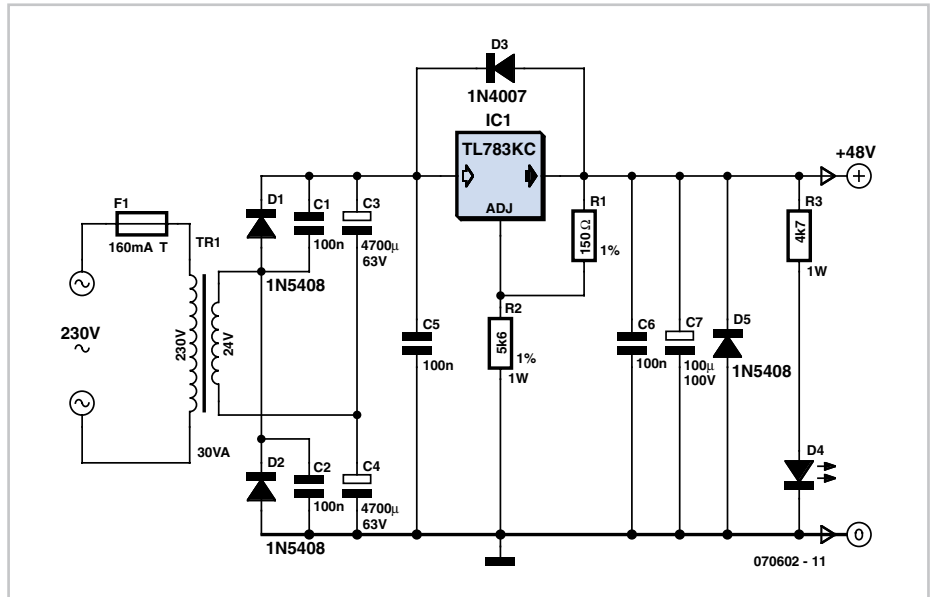 D3
1N4007
IC1
TL783KC
ADJ
+48V
+
F1
160mA T
TR1
D1
1N5408
C1
100n
C3
4700µ
63V
R1
150Ω
1%
R3
4k7
1W
230V
~
230V
24V
30VA
C5
100n
R2
5k6
1%
1W
C6
100n
C7
100µ
100V
D5
1N5408
D2
1N5408
C2
100n
C4
4700µ
63V
D4
0
070602 - 11